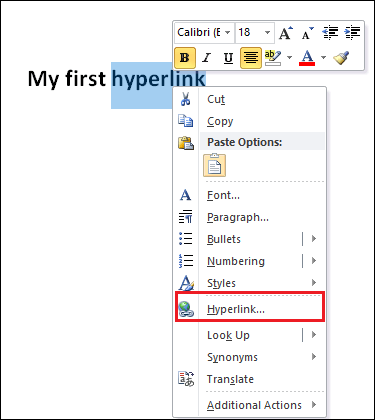 Calibri (E 18 A A
B I U A
My first hyperlink
Cut
Copy
Paste Options:
Font...
Paragraph...
Bullets
Numbering
Styles
Hyperlink...
Look Up
Synonyms
Translate
Additional Actions